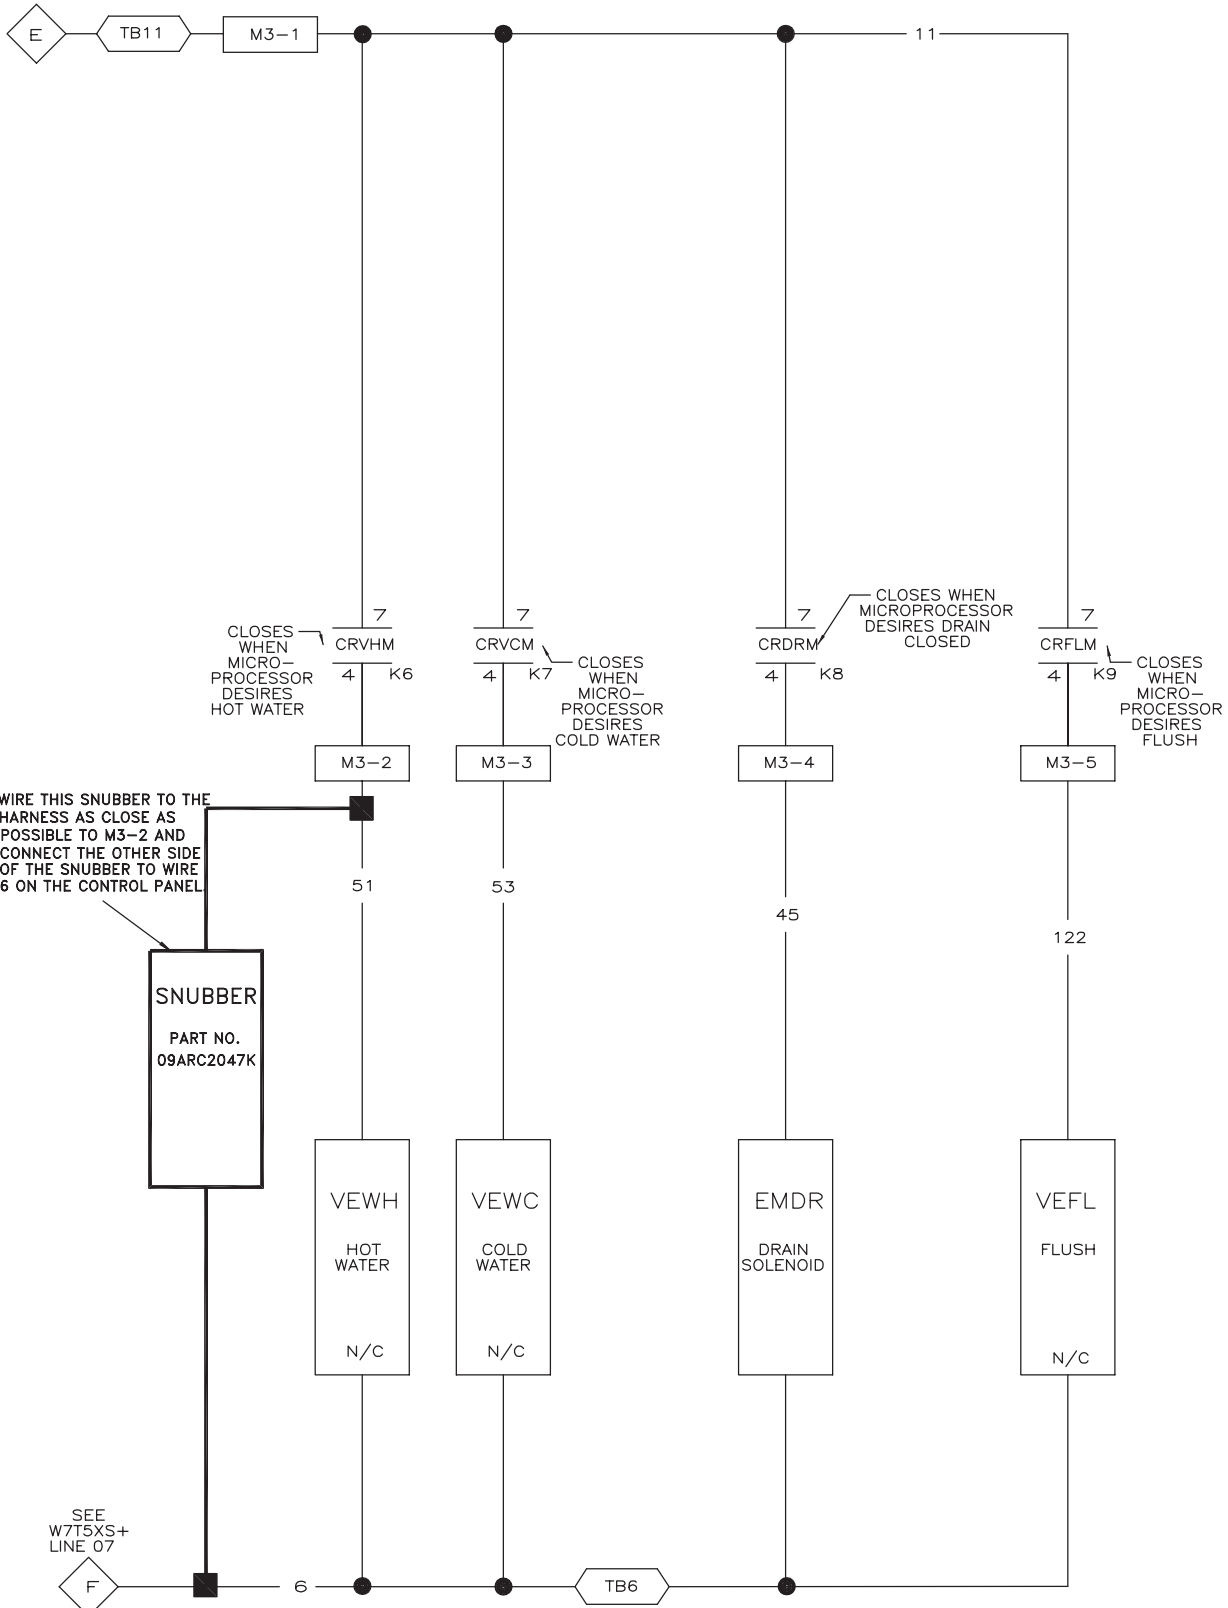 E
TB11
M3-1
11
7
7
7
7
CRVHM
CRVCM
CRDRM
CRFLM
4
K6
4
K7
4
K8
4
K9
CLOSES
WHEN
MICRO-
PROCESSOR
DESIRES
HOT WATER
CLOSES
WHEN
MICRO-
PROCESSOR
DESIRES
COLD WATER
CLOSES WHEN
MICROPROCESSOR
DESIRES DRAIN
CLOSED
CLOSES
WHEN
MICRO-
PROCESSOR
DESIRES
FLUSH
M3-2
M3-3
M3-4
M3-5
WIRE THIS SNUBBER TO THE
HARNESS AS CLOSE AS
POSSIBLE TO M3-2 AND
CONNECT THE OTHER SIDE
OF THE SNUBBER TO WIRE
6 ON THE CONTROL PANEL.
51
53
45
122
SNUBBER
PART NO.
09ARC2047K
VEWH
HOT
WATER
N/C
VEWC
COLD
WATER
N/C
EMDR
DRAIN
SOLENOID
VEFL
FLUSH
N/C
SEE
W7T5XS+
LINE 07
F
6
TB6